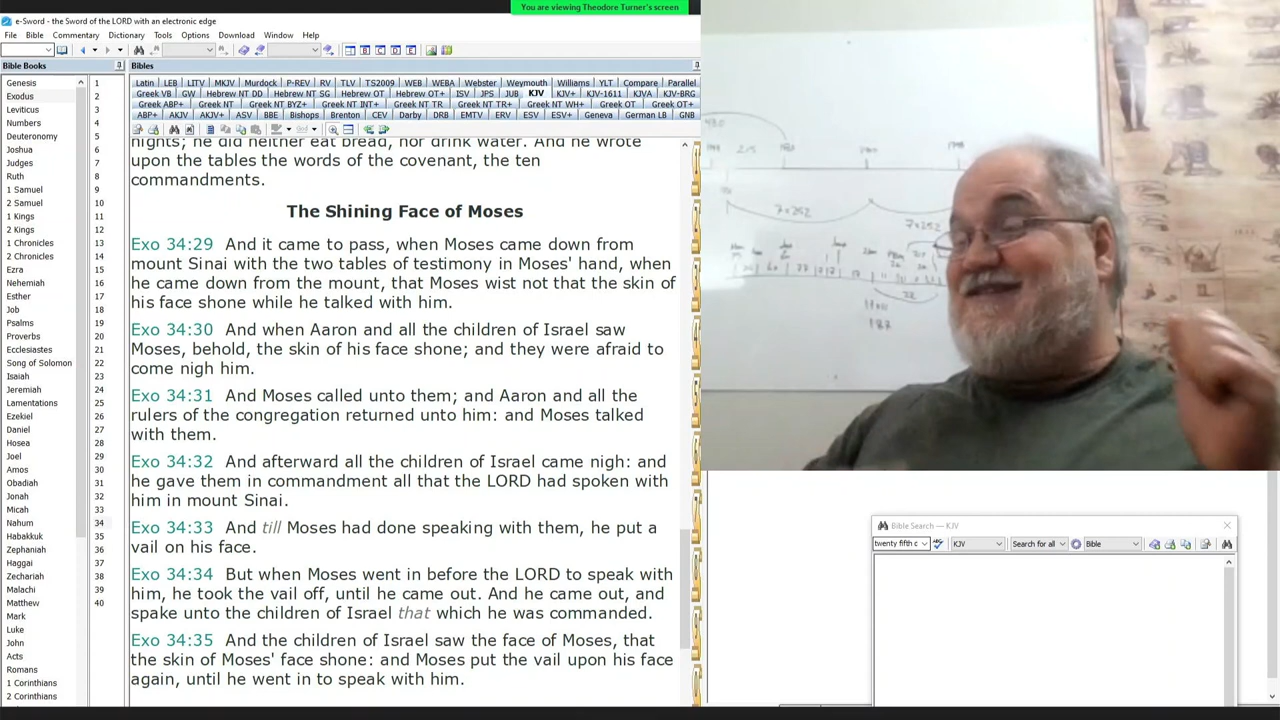 You are viewing Theodore Turner's screen
e-Sword - the Sword of the LORD with an electronic edge
File Bible Commentary Dictionary Tools Options Download Window Help
Bible Books
Bibles
Latin LEB LITV MKJV Murdock P-REV RV TLV TS2009 WEB WEBA Webster Weymouth Williams YLT Compare Parallel
Greek VB GW Hebrew NT DD Hebrew NT SG Hebrew OT Hebrew OT+ ISV JPS JUB KJV KJV+ KJV-1611 KJVA KJV-BRG
Greek ABP+ Greek NT Greek NT BYZ+ Greek NT INT+ Greek NT TR Greek NT TR+ Greek NT WH+ Greek OT Greek OT+
ABP+ AKJV AKJV+ ASV BBE Bishops Brenton CEV Darby DRB EMTV ERV ESV ESV+ Geneva German LB GNB
Genesis 1
Exodus 2
Leviticus 3
Numbers 4
Deuteronomy 5
Joshua 6
Judges 7
Ruth 8
1 Samuel 9
2 Samuel 10
1 Kings 11
2 Kings 12
1 Chronicles 13
2 Chronicles 14
Ezra 15
Nehemiah 16
Esther 17
Job 18
Psalms 19
Proverbs 20
Ecclesiastes 21
Song of Solomon 22
Isaiah 23
Jeremiah 24
Lamentations 25
Ezekiel 26
Daniel 27
Hosea 28
Joel 29
Amos 30
Obadiah 31
Jonah 32
Micah 33
Nahum 34
Habakkuk 35
Zephaniah 36
Haggai 37
Zechariah 38
Malachi 39
Matthew 40
Mark
Luke
John
Acts
Romans
1 Corinthians
2 Corinthians
nights; he did neither eat bread, nor drink water. And he wrote
upon the tables the words of the covenant, the ten
commandments.
The Shining Face of Moses
Exo 34:29 And it came to pass, when Moses came down from
mount Sinai with the two tables of testimony in Moses' hand, when
he came down from the mount, that Moses wist not that the skin of
his face shone while he talked with him.
Exo 34:30 And when Aaron and all the children of Israel saw
Moses, behold, the skin of his face shone; and they were afraid to
come nigh him.
Exo 34:31 And Moses called unto them; and Aaron and all the
rulers of the congregation returned unto him: and Moses talked
with them.
Exo 34:32 And afterward all the children of Israel came nigh: and
he gave them in commandment all that the LORD had spoken with
him in mount Sinai.
Exo 34:33 And till Moses had done speaking with them, he put a
vail on his face.
Exo 34:34 But when Moses went in before the LORD to speak with
him, he took the vail off, until he came out. And he came out, and
spake unto the children of Israel that which he was commanded.
Exo 34:35 And the children of Israel saw the face of Moses, that
the skin of Moses' face shone: and Moses put the vail upon his face
again, until he went in to speak with him.
7x252
7x252
Bible Search — KJV
twenty fifth c KJV Search for all Bible